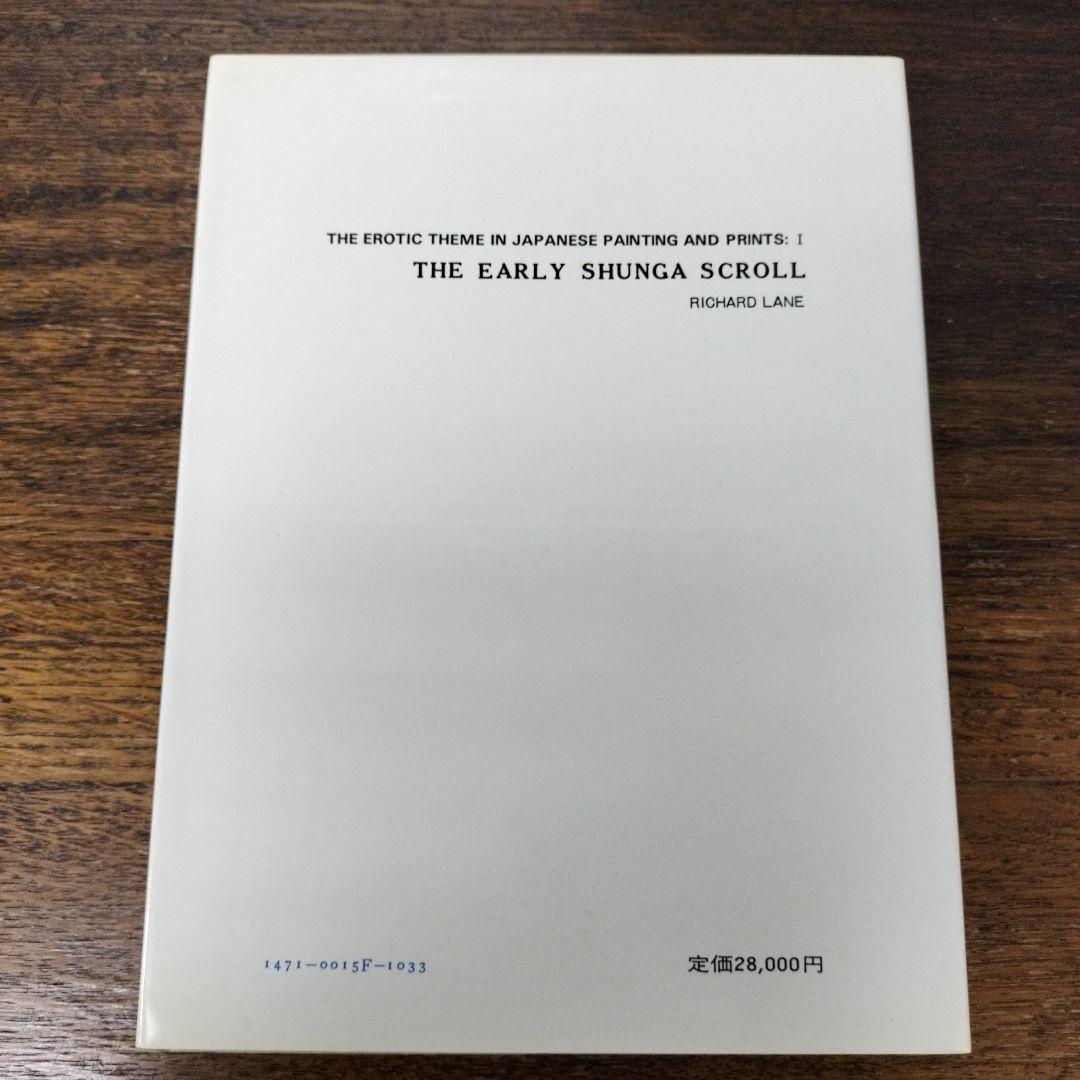 THE EROTIC THEME IN JAPANESE PAINTING AND PRINTS: I
THE EARLY SHUNGA SCROLL
RICHARD LANE
1471-0015F-1033
定価28,000円